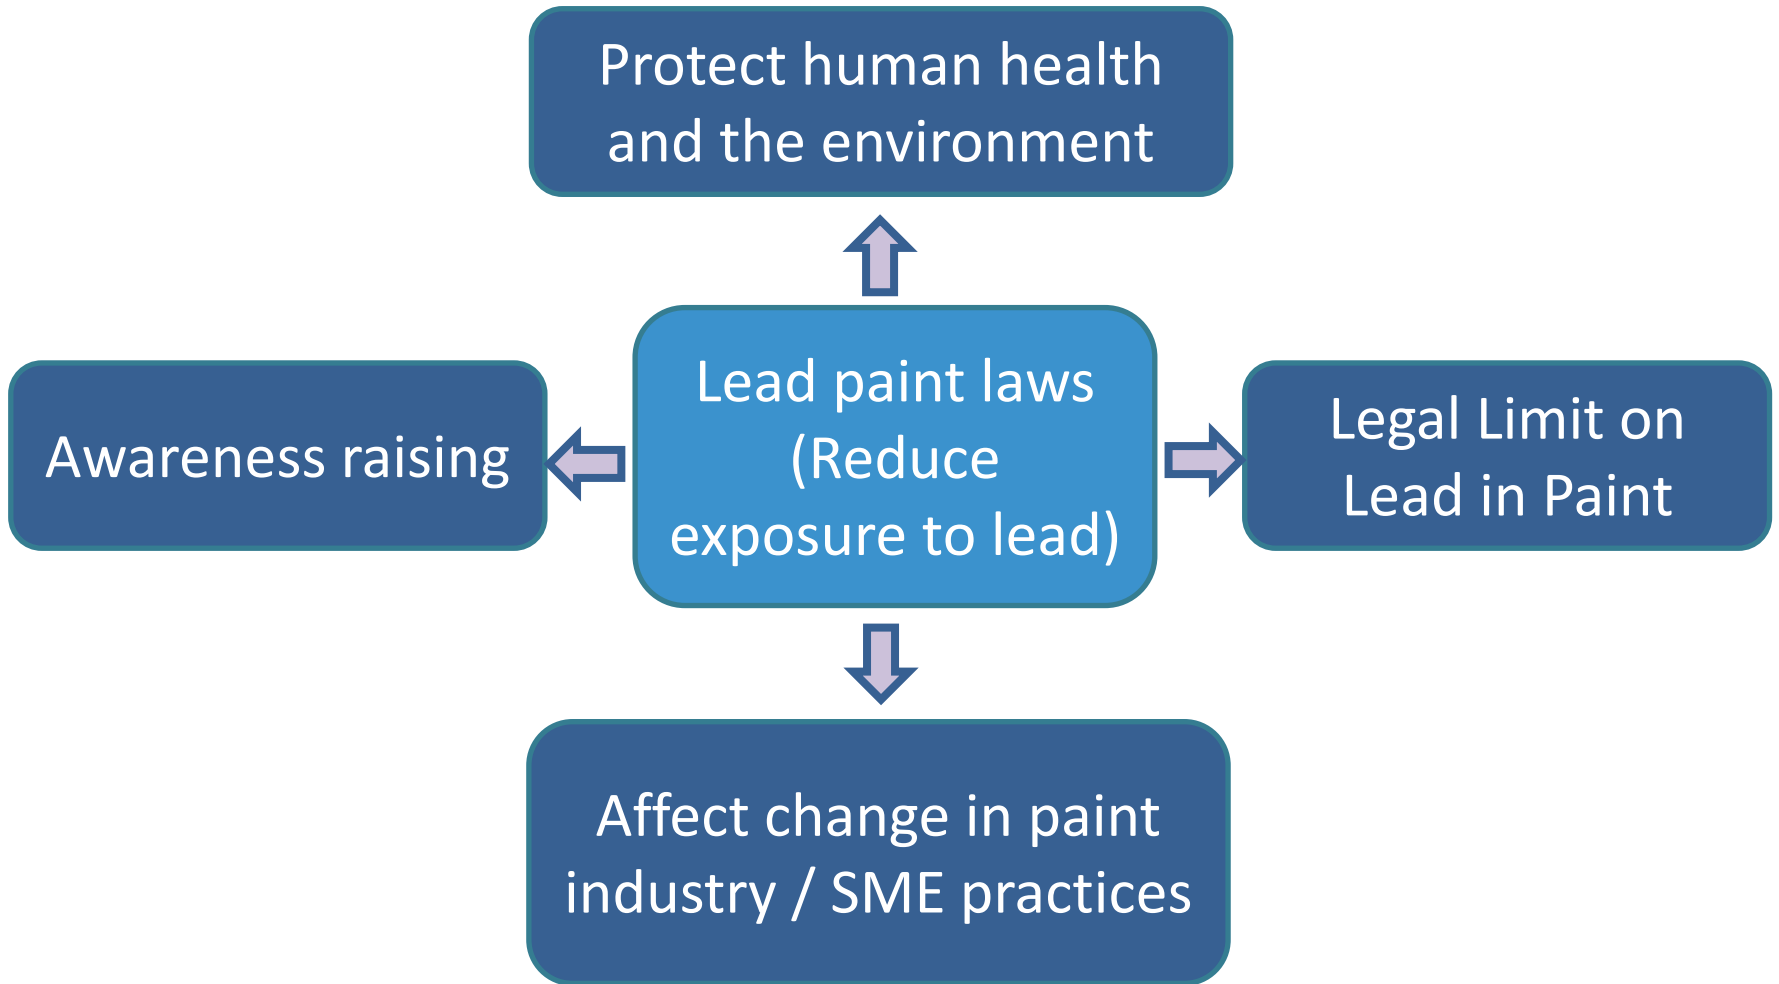 Protect human health
and the environment
Awareness raising
Lead paint laws
(Reduce
exposure to lead)
Legal Limit on
Lead in Paint
Affect change in paint
industry / SME practices